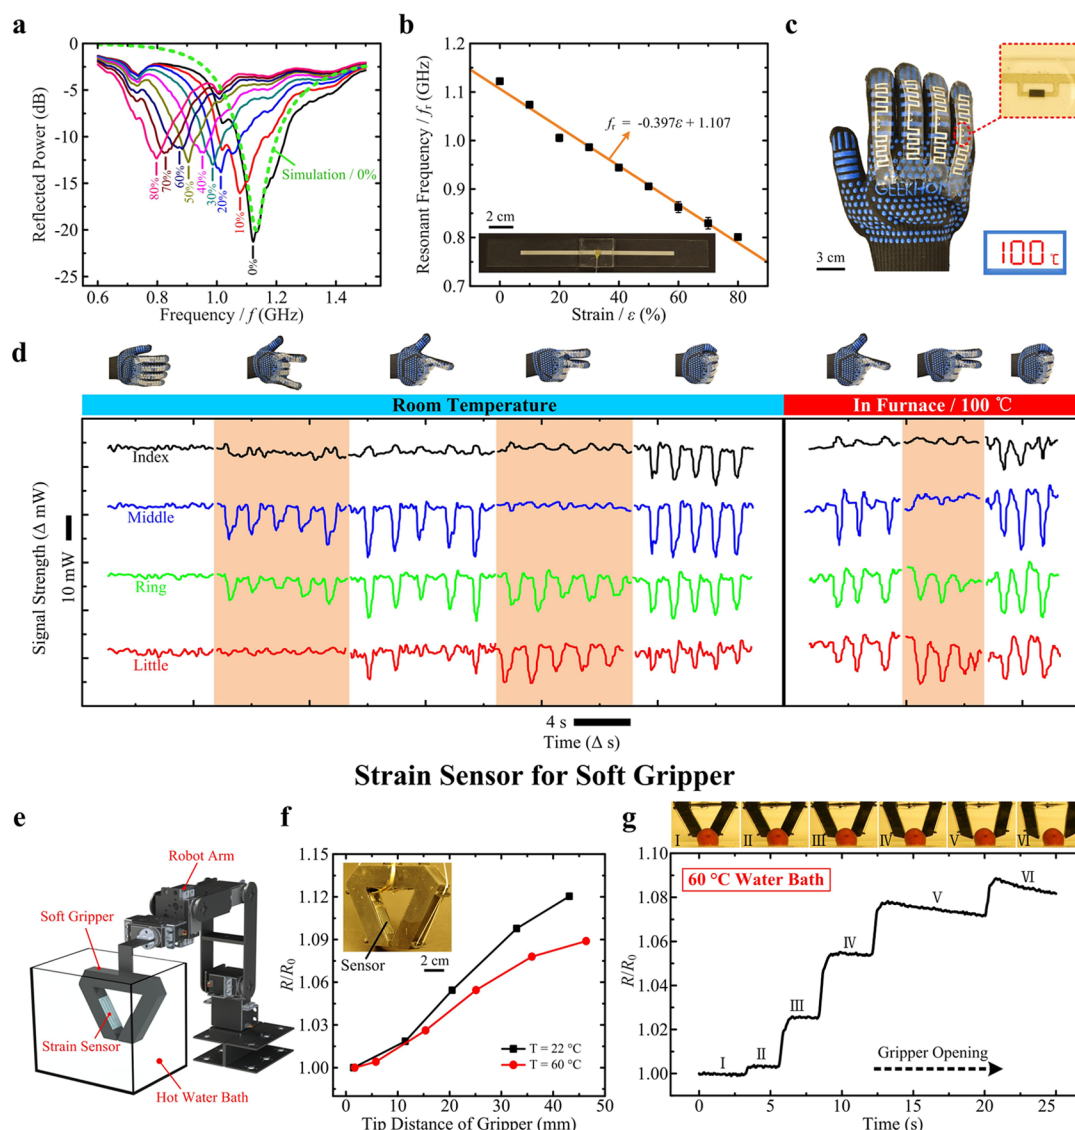 a
0
-5
-10
-15
-20
-25
Reflected Power (dB)
80%
70%
60%
50%
40%
30%
20%
10%
0%
Simulation / 0%
0.6
0.8
1.0
1.2
1.4
Frequency / f (GHz)
b
1.2
1.1
1.0
0.9
0.8
0.7
Resonant Frequency / fr (GHz)
fr = -0.397ε + 1.107
2 cm
0
20
40
60
80
Strain / ε (%)
c
GEEKHOM
100 ℃
3 cm
d
Room Temperature
In Furnace / 100 ℃
Signal Strength (Δ mW)
10 mW
Index
Middle
Ring
Little
4 s
Time (Δ s)
Strain Sensor for Soft Gripper
e
Robot Arm
Soft Gripper
Strain Sensor
Hot Water Bath
f
1.15
1.12
1.09
1.06
1.03
1.00
R/R0
Sensor
2 cm
T = 22 °C
T = 60 °C
0
10
20
30
40
50
Tip Distance of Gripper (mm)
g
Ⅰ
Ⅱ
Ⅲ
Ⅳ
Ⅴ
Ⅵ
1.10
1.08
1.06
1.04
1.02
1.00
R/R0
60 °C Water Bath
Ⅰ
Ⅱ
Ⅲ
Ⅳ
Ⅴ
Ⅵ
Gripper Opening
0
5
10
15
20
25
Time (s)